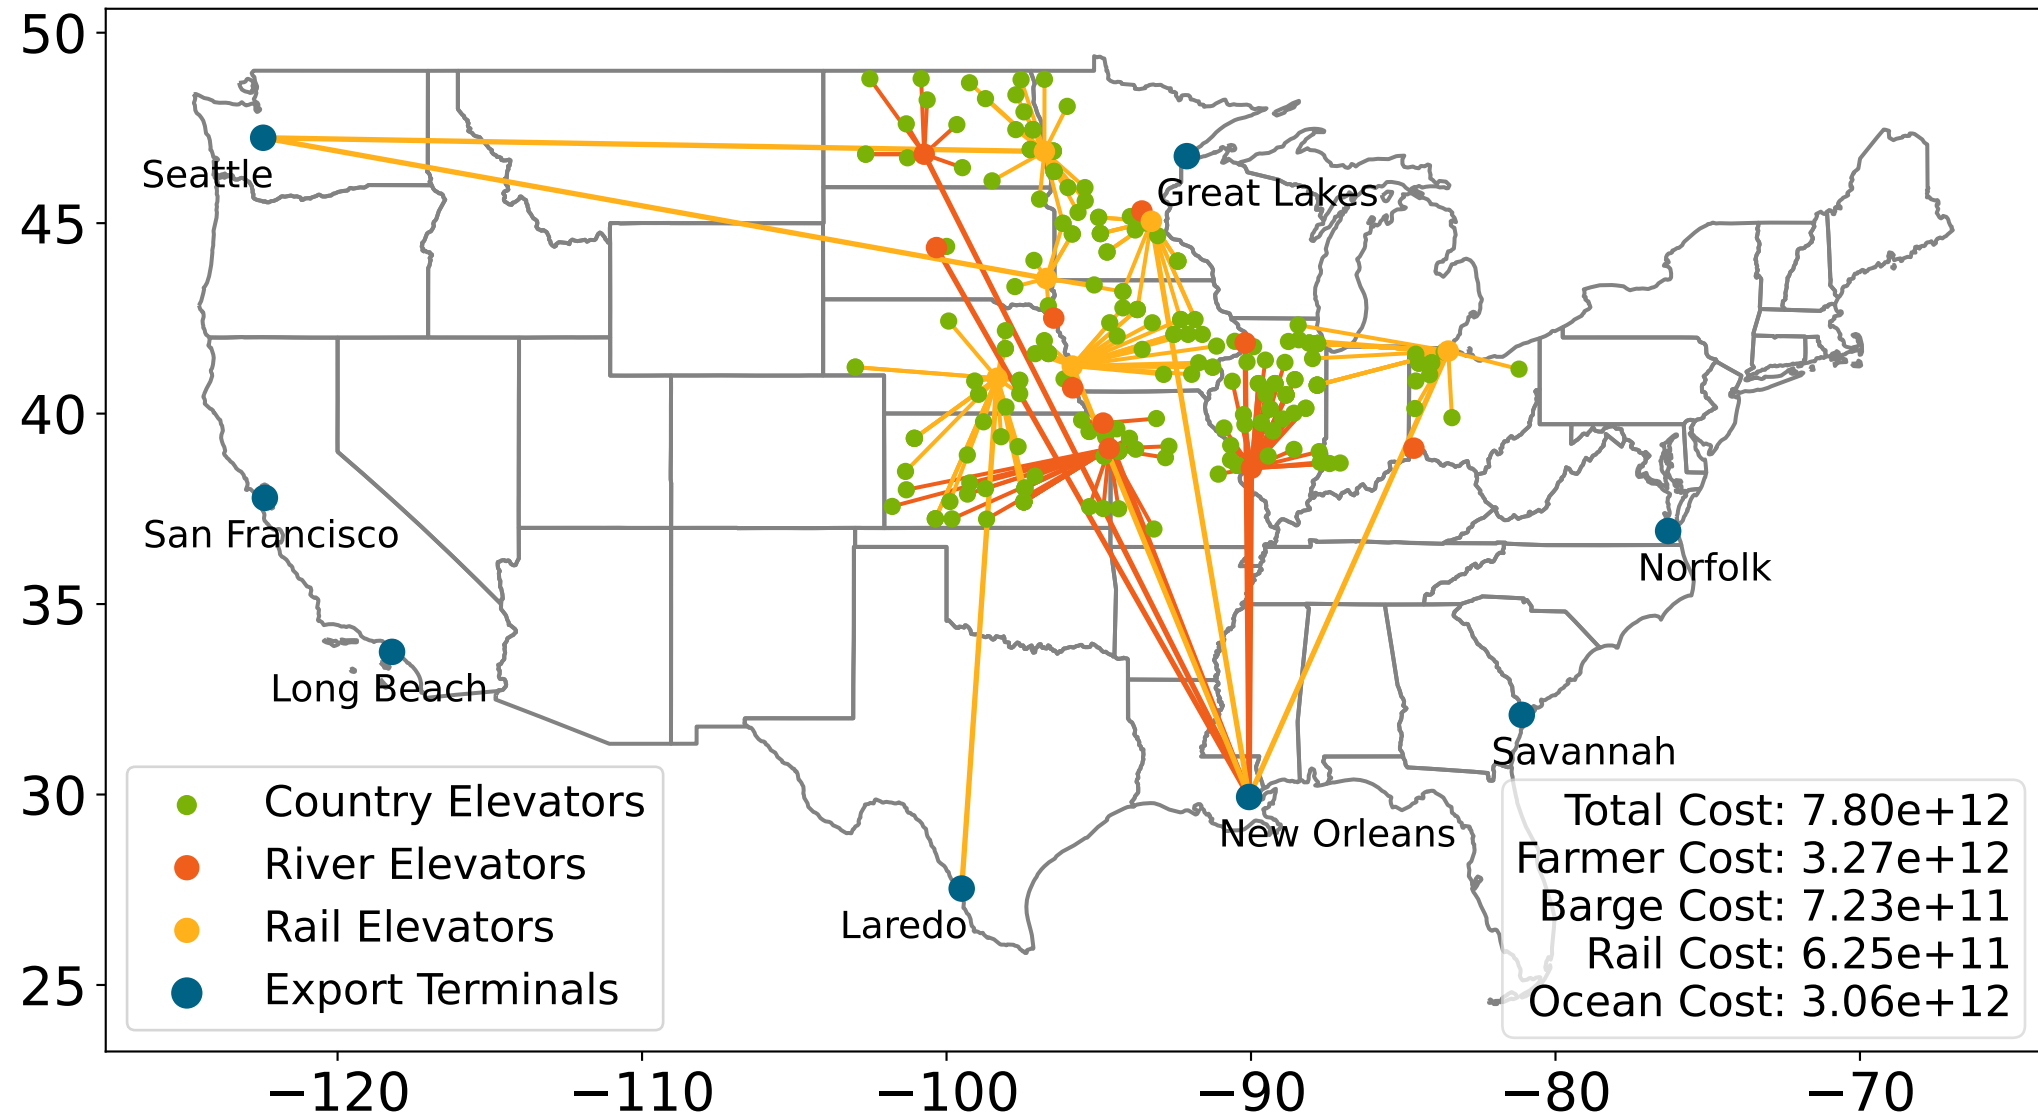 50
45
40
35
30
25
Seattle
Great Lakes
San Francisco
Norfolk
Long Beach
Savannah
New Orleans
Laredo
Country Elevators
River Elevators
Rail Elevators
Export Terminals
Total Cost: 7.80e+12
Farmer Cost: 3.27e+12
Barge Cost: 7.23e+11
Rail Cost: 6.25e+11
Ocean Cost: 3.06e+12
−120 −110 −100 −90 −80 −70